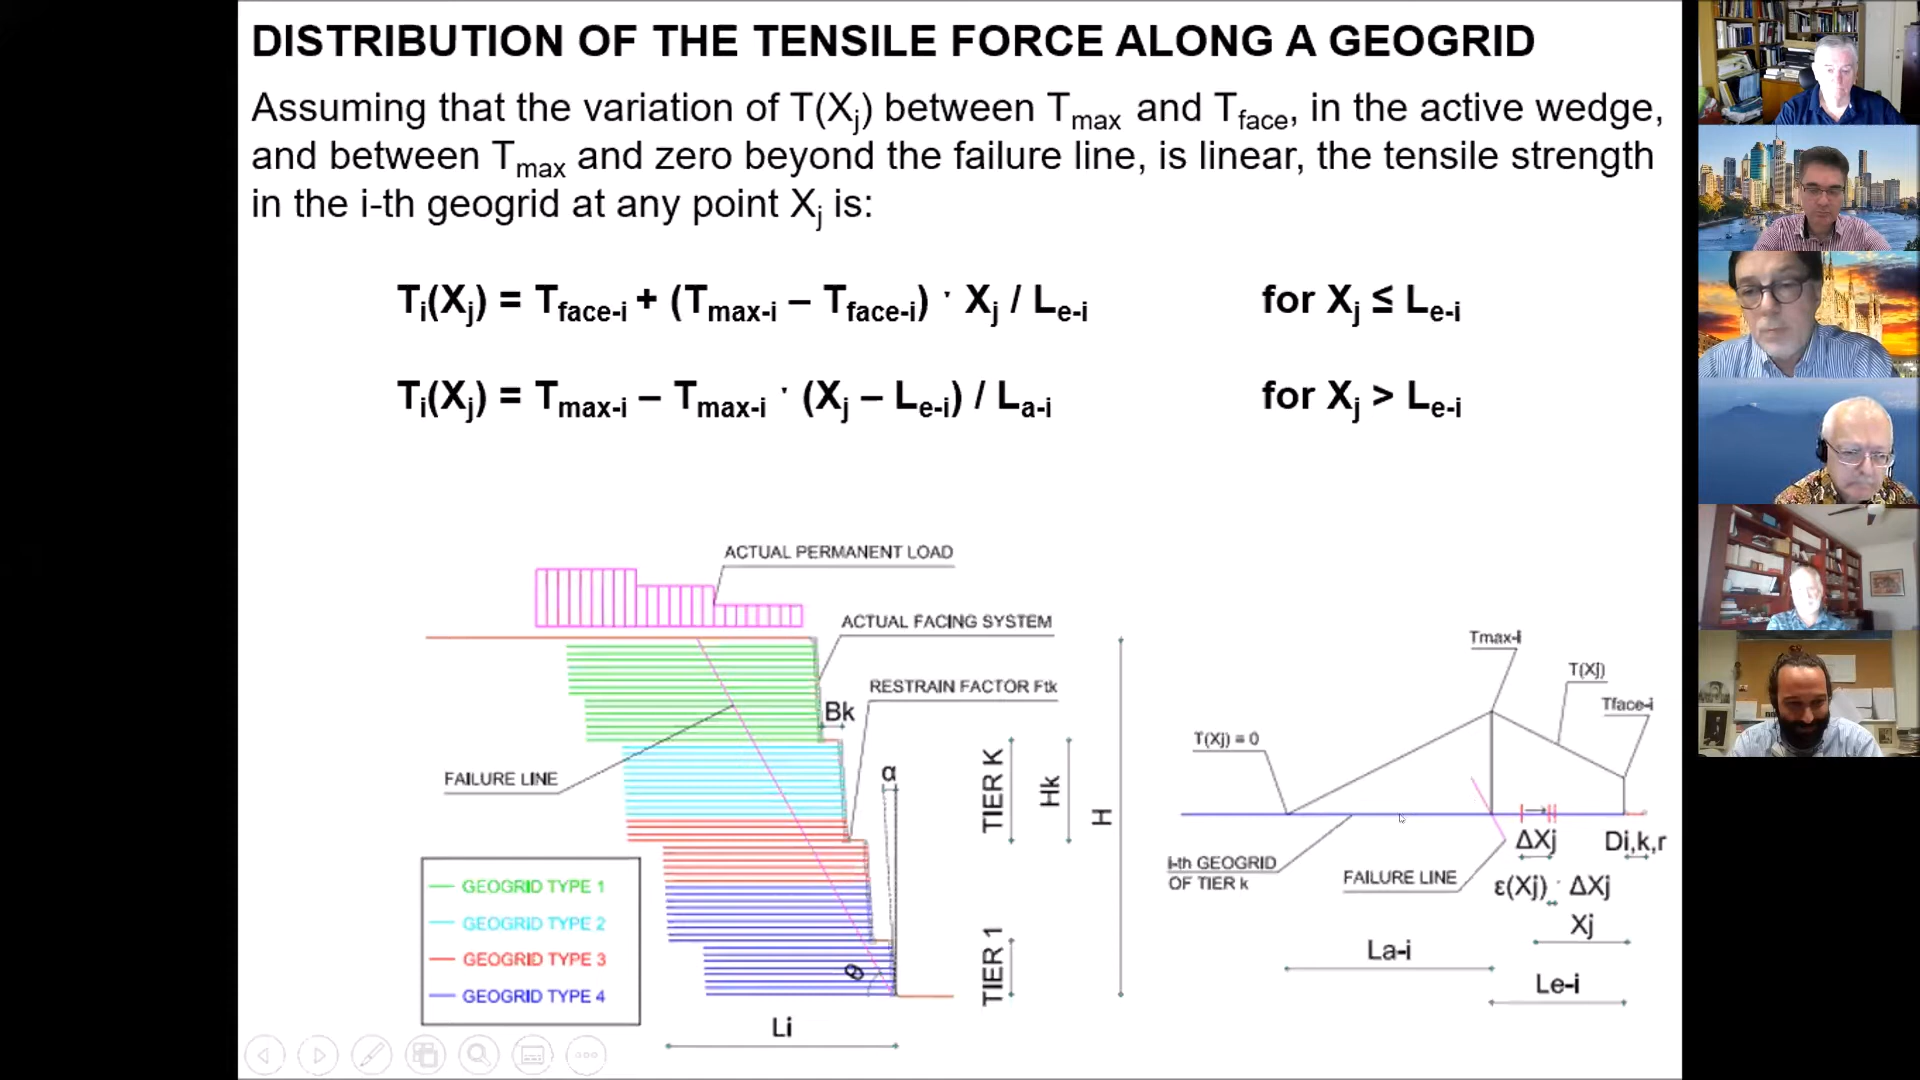 DISTRIBUTION OF THE TENSILE FORCE ALONG A GEOGRID
Assuming that the variation of T(Xj) between Tmax and Tface, in the active wedge,
and between Tmax and zero beyond the failure line, is linear, the tensile strength
in the i-th geogrid at any point Xj is:
Ti(Xj) = Tface-i + (Tmax-i – Tface-i) · Xj / Le-i for Xj ≤ Le-i
Ti(Xj) = Tmax-i – Tmax-i · (Xj – Le-i) / La-i for Xj > Le-i
ACTUAL PERMANENT LOAD
ACTUAL FACING SYSTEM
RESTRAIN FACTOR Ftk
Bk
FAILURE LINE
α
TIER K
Hk
H
TIER 1
θ
Li
GEOGRID TYPE 1
GEOGRID TYPE 2
GEOGRID TYPE 3
GEOGRID TYPE 4
Tmax-i
T(Xj)
Tface-i
T(Xj) = 0
ΔXj
Di,k,r
i-th GEOGRID
OF TIER k
FAILURE LINE
ε(Xj) · ΔXj
Xj
La-i
Le-i